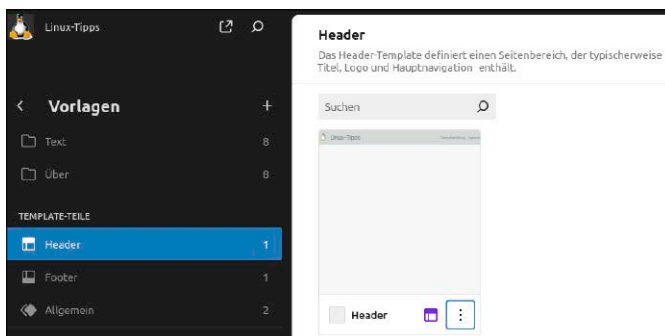 Linux-Tipps
Vorlagen
Text 8
Über 8
TEMPLATE-TEILE
Header 1
Footer 1
Allgemein 2
Header
Das Header-Template definiert einen Seitenbereich, der typischerweise
Titel, Logo und Hauptnavigation enthält.
Suchen
Linux-Tipps
Header